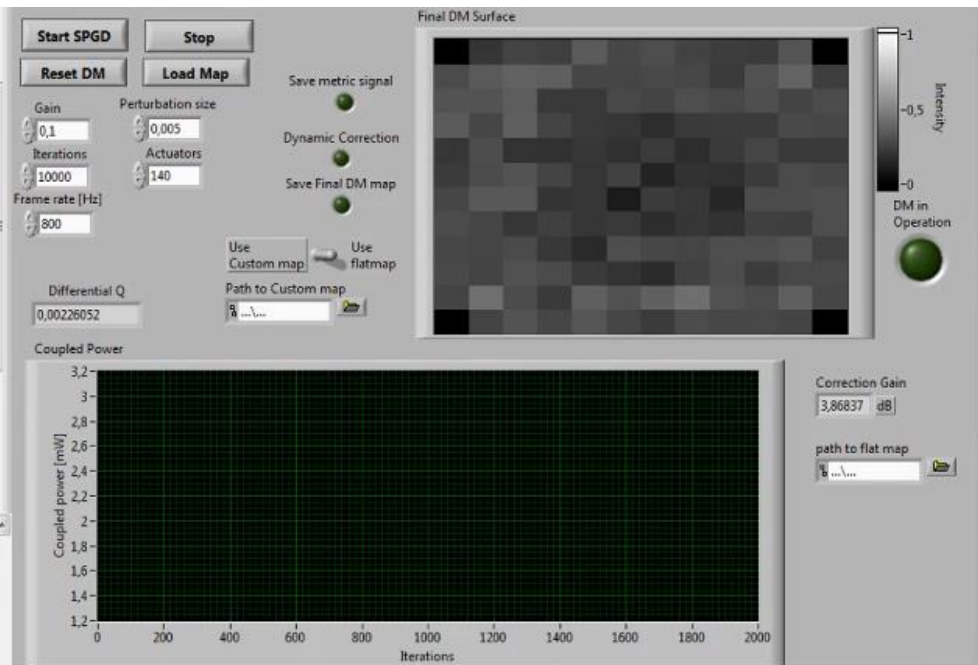 Start SPGD
Stop
Reset DM
Load Map
Gain
0,1
Perturbation size
0,005
Iterations
10000
Actuators
140
Frame rate [Hz]
800
Save metric signal
Dynamic Correction
Save Final DM map
Use
Custom map
Use
flatmap
Path to Custom map
...\...
Differential Q
0,00226052
Final DM Surface
-1
-0,5
-0
Intensity
DM in
Operation
Coupled Power
Coupled power [mW]
3,2-
3-
2,8-
2,6-
2,4-
2,2-
2-
1,8-
1,6-
1,4-
1,2-
0 200 400 600 800 1000 1200 1400 1600 1800 2000
Iterations
Correction Gain
3,86837 dB
path to flat map
...\...